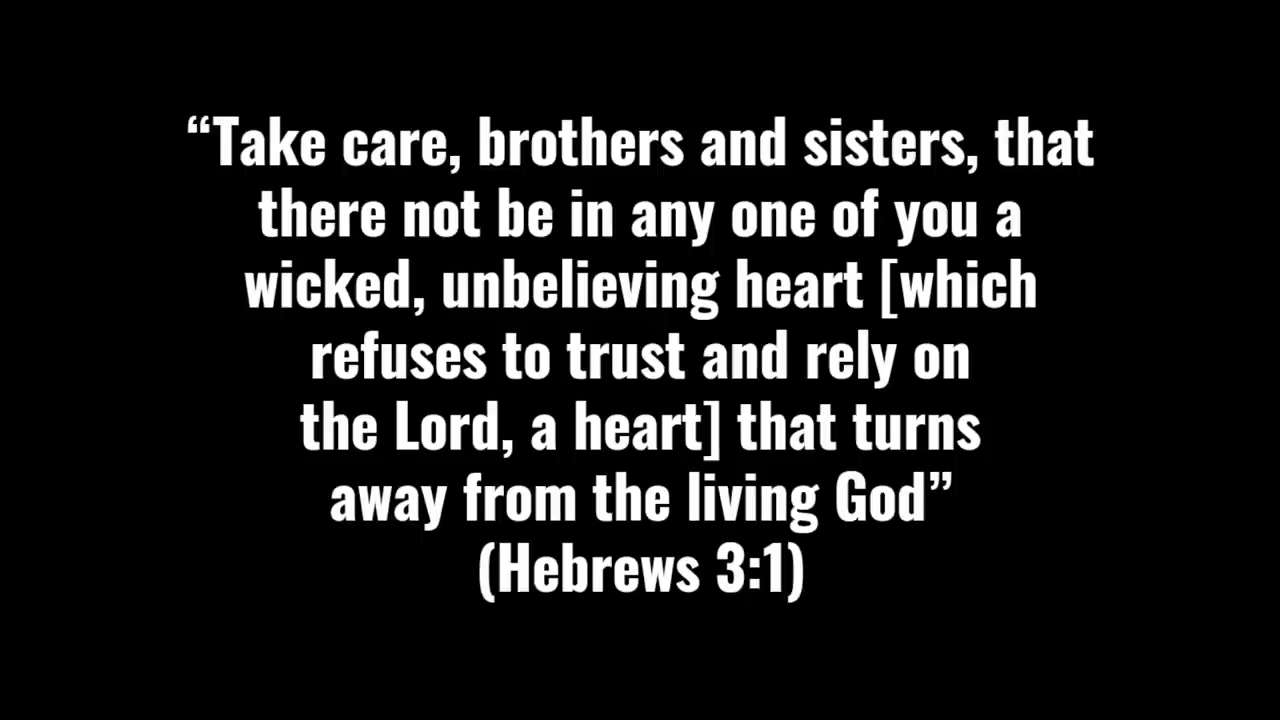 “Take care, brothers and sisters, that
there not be in any one of you a
wicked, unbelieving heart [which
refuses to trust and rely on
the Lord, a heart] that turns
away from the living God”
(Hebrews 3:1)